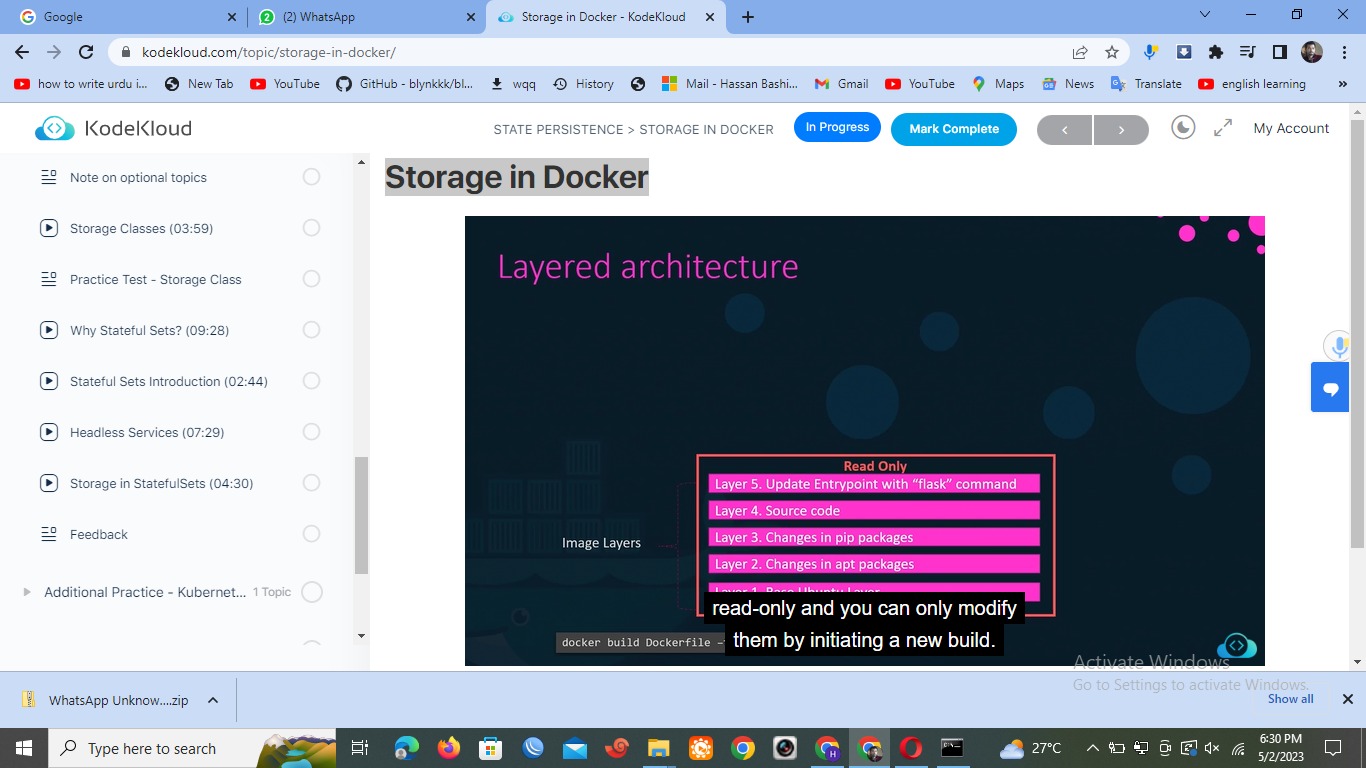 Google
(2) WhatsApp
Storage in Docker - KodeKloud
kodekloud.com/topic/storage-in-docker/
how to write urdu i...
New Tab
YouTube
GitHub - blynkkk/bl...
wqq
History
Mail - Hassan Bashi...
Gmail
YouTube
Maps
News
Translate
english learning
KodeKloud
STATE PERSISTENCE > STORAGE IN DOCKER
In Progress
Mark Complete
My Account
Note on optional topics
Storage Classes (03:59)
Practice Test - Storage Class
Why Stateful Sets? (09:28)
Stateful Sets Introduction (02:44)
Headless Services (07:29)
Storage in StatefulSets (04:30)
Feedback
Additional Practice - Kubernet... 1 Topic
Storage in Docker
Layered architecture
Read Only
Layer 5. Update Entrypoint with “flask” command
Layer 4. Source code
Layer 3. Changes in pip packages
Layer 2. Changes in apt packages
Layer 1. Base Ubuntu Layer
Image Layers
read-only and you can only modify
them by initiating a new build.
docker build Dockerfile
Activate Windows
Go to Settings to activate Windows.
WhatsApp Unknow....zip
Show all
Type here to search
27°C
6:30 PM
5/2/2023